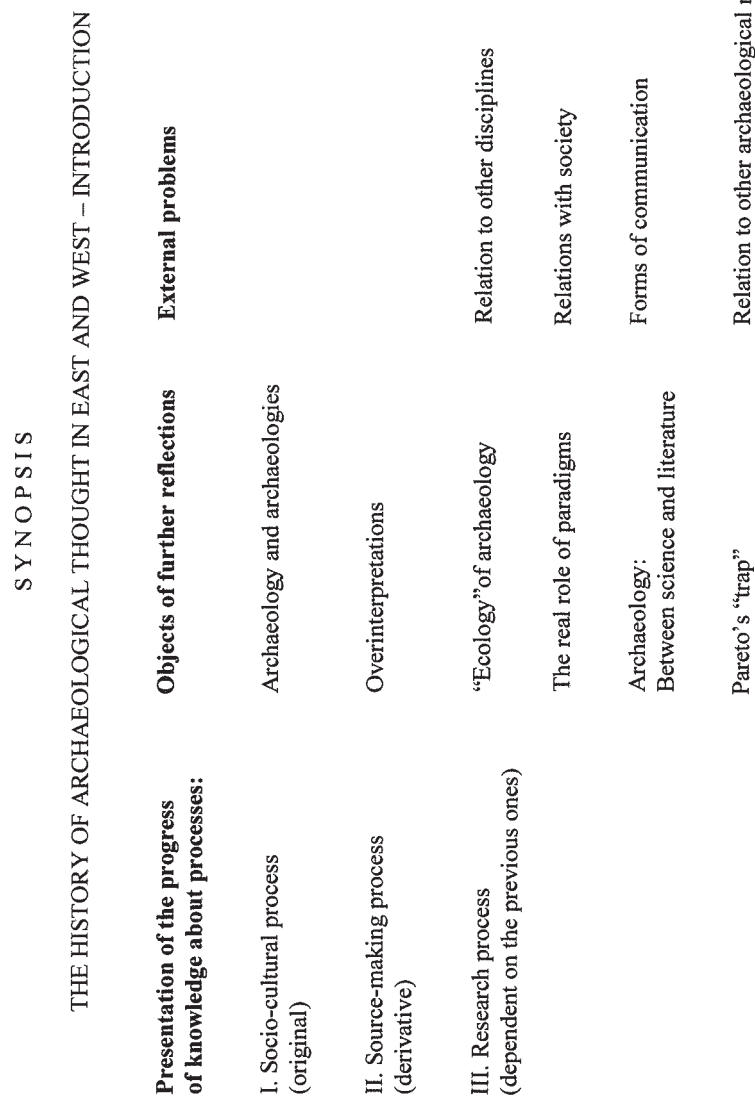 SYNOPSIS
THE HISTORY OF ARCHAEOLOGICAL THOUGHT IN EAST AND WEST – INTRODUCTION
Presentation of the progress of knowledge about processes:
Objects of further reflections
External problems
I. Socio-cultural process
(original)
Archaeology and archaeologies
II. Source-making process
(derivative)
Overinterpretations
III. Research process
(dependent on the previous ones)
“Ecology”of archaeology
Relation to other disciplines
The real role of paradigms
Relations with society
Archaeology:
Between science and literature
Forms of communication
Pareto’s “trap”
Relation to other archaeological